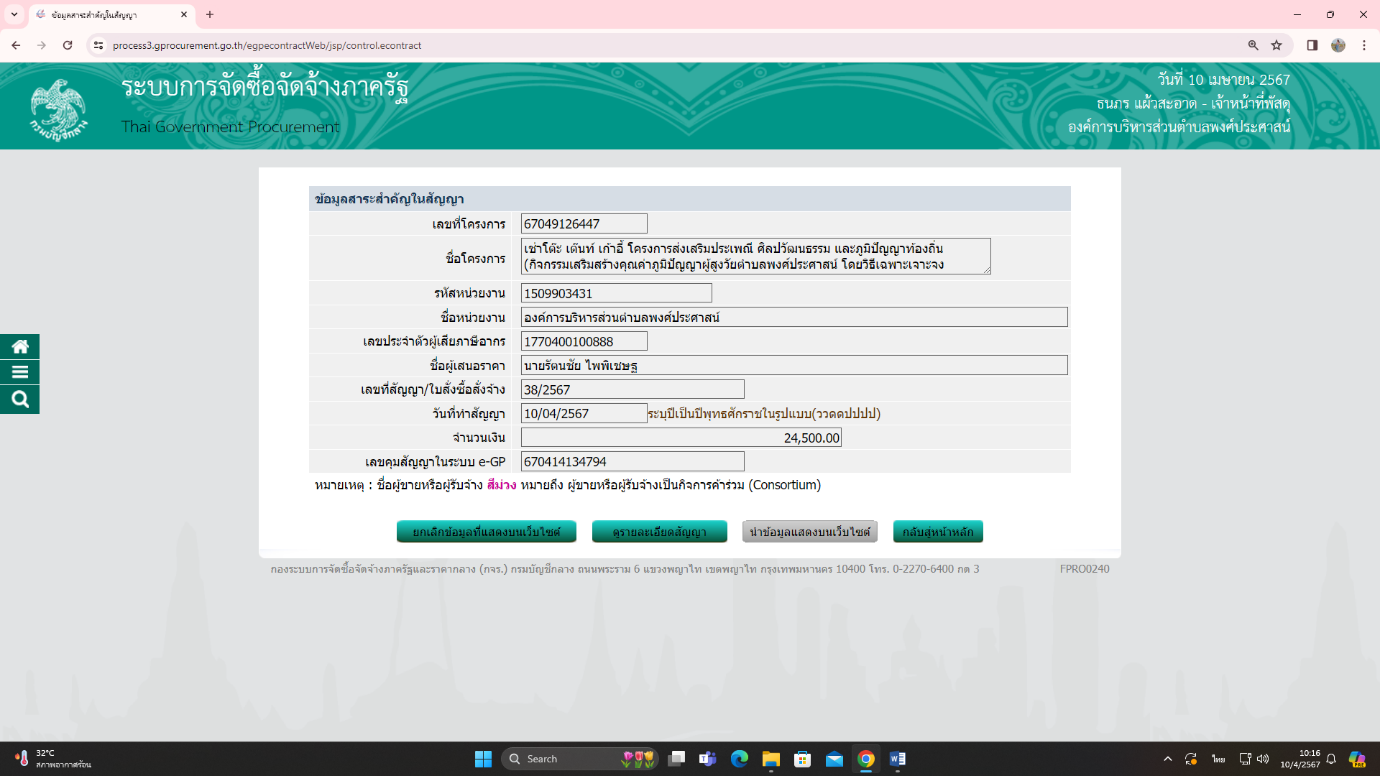 ข้อมูลสาระสำคัญในสัญญา
process3.gprocurement.go.th/egpecontractWeb/jsp/control.econtract
กรมบัญชีกลาง
ระบบการจัดซื้อจัดจ้างภาครัฐ
Thai Government Procurement
วันที่ 10 เมษายน 2567
ธนภร แผ้วสะอาด - เจ้าหน้าที่พัสดุ
องค์การบริหารส่วนตำบลพงศ์ประศาสน์
ข้อมูลสาระสำคัญในสัญญา
เลขที่โครงการ 67049126447
ชื่อโครงการ เช่าโต๊ะ เต็นท์ เก้าอี้ โครงการส่งเสริมประเพณี ศิลปวัฒนธรรม และภูมิปัญญาท้องถิ่น
(กิจกรรมเสริมสร้างคุณค่าภูมิปัญญาผู้สูงวัยตำบลพงศ์ประศาสน์ โดยวิธีเฉพาะเจาะจง
รหัสหน่วยงาน 1509903431
ชื่อหน่วยงาน องค์การบริหารส่วนตำบลพงศ์ประศาสน์
เลขประจำตัวผู้เสียภาษีอากร 1770400100888
ชื่อผู้เสนอราคา นายรัตนชัย ไพพิเชษฐ
เลขที่สัญญา/ใบสั่งซื้อสั่งจ้าง 38/2567
วันที่ทำสัญญา 10/04/2567 ระบุปีเป็นปีพุทธศักราชในรูปแบบ(ววดดปปปป)
จำนวนเงิน 24,500.00
เลขคุมสัญญาในระบบ e-GP 670414134794
หมายเหตุ : ชื่อผู้ขายหรือผู้รับจ้าง สีม่วง หมายถึง ผู้ขายหรือผู้รับจ้างเป็นกิจการค้าร่วม (Consortium)
ยกเลิกข้อมูลที่แสดงบนเว็บไซต์ ดูรายละเอียดสัญญา นำข้อมูลแสดงบนเว็บไซต์ กลับสู่หน้าหลัก
กองระบบการจัดซื้อจัดจ้างภาครัฐและราคากลาง (กจร.) กรมบัญชีกลาง ถนนพระราม 6 แขวงพญาไท เขตพญาไท กรุงเทพมหานคร 10400 โทร. 0-2270-6400 กด 3 FPRO0240
32°C
สภาพอากาศร้อน
Search
ไทย
10:16
10/4/2567